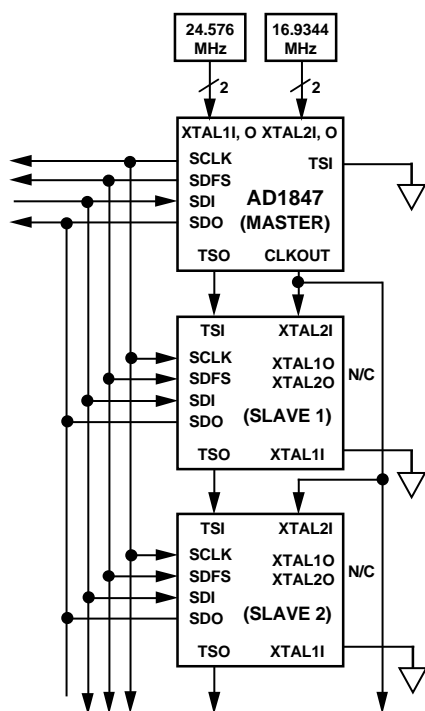 24.576
MHz
16.9344
MHz
2
2
XTAL1I, O XTAL2I, O
SCLK
TSI
SDFS
AD1847
SDI
(MASTER)
SDO
TSO CLKOUT
TSI XTAL2I
SCLK
XTAL1O
SDFS
XTAL2O
N/C
SDI
(SLAVE 1)
SDO
TSO XTAL1I
TSI XTAL2I
SCLK
XTAL1O
SDFS
XTAL2O
N/C
SDI
(SLAVE 2)
SDO
TSO XTAL1I